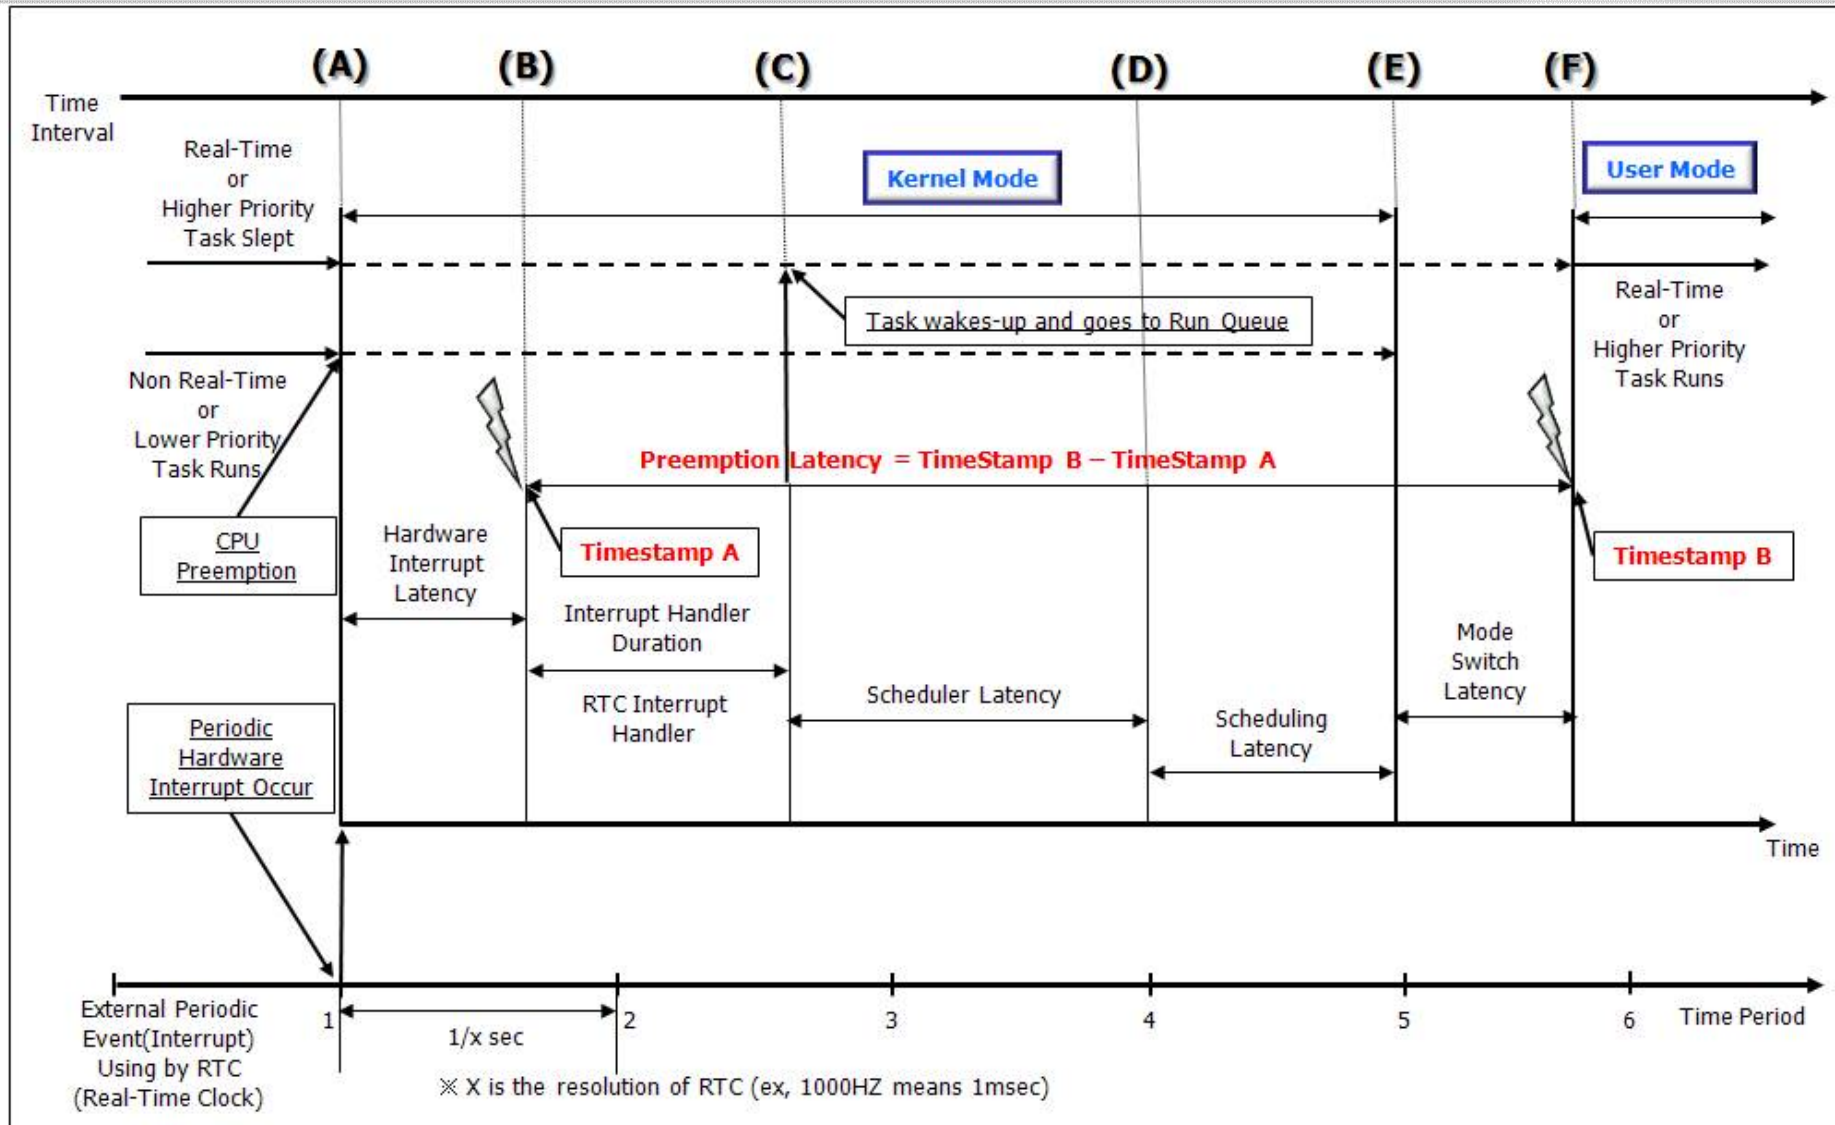 (A)
(B)
(C)
(D)
(E)
(F)
Time
Interval
Real-Time
or
Higher Priority
Task Slept
Kernel Mode
User Mode
Task wakes-up and goes to Run Queue
Real-Time
or
Higher Priority
Task Runs
Non Real-Time
or
Lower Priority
Task Runs
Preemption Latency = TimeStamp B – TimeStamp A
CPU
Preemption
Hardware
Interrupt
Latency
Timestamp A
Timestamp B
Interrupt Handler
Duration
RTC Interrupt
Handler
Scheduler Latency
Scheduling
Latency
Mode
Switch
Latency
Periodic
Hardware
Interrupt Occur
Time
External Periodic
Event(Interrupt)
Using by RTC
(Real-Time Clock)
1
2
3
4
5
6
Time Period
1/x sec
※ X is the resolution of RTC (ex, 1000HZ means 1msec)